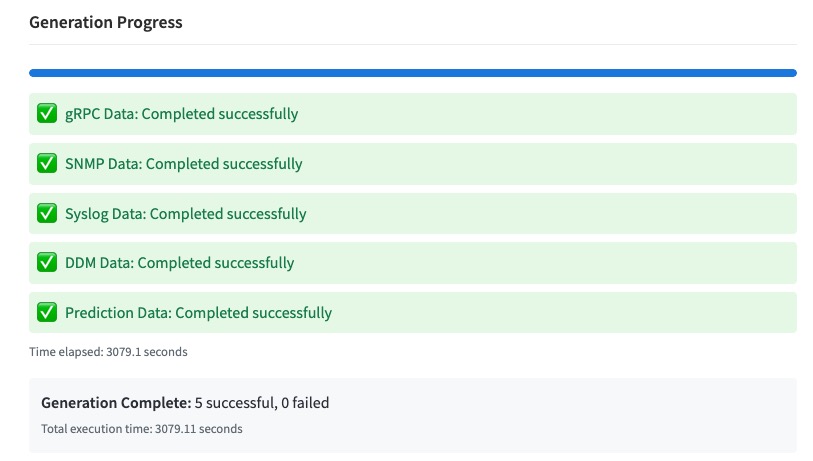 Generation Progress
✅ gRPC Data: Completed successfully
✅ SNMP Data: Completed successfully
✅ Syslog Data: Completed successfully
✅ DDM Data: Completed successfully
✅ Prediction Data: Completed successfully
Time elapsed: 3079.1 seconds
Generation Complete: 5 successful, 0 failed
Total execution time: 3079.11 seconds